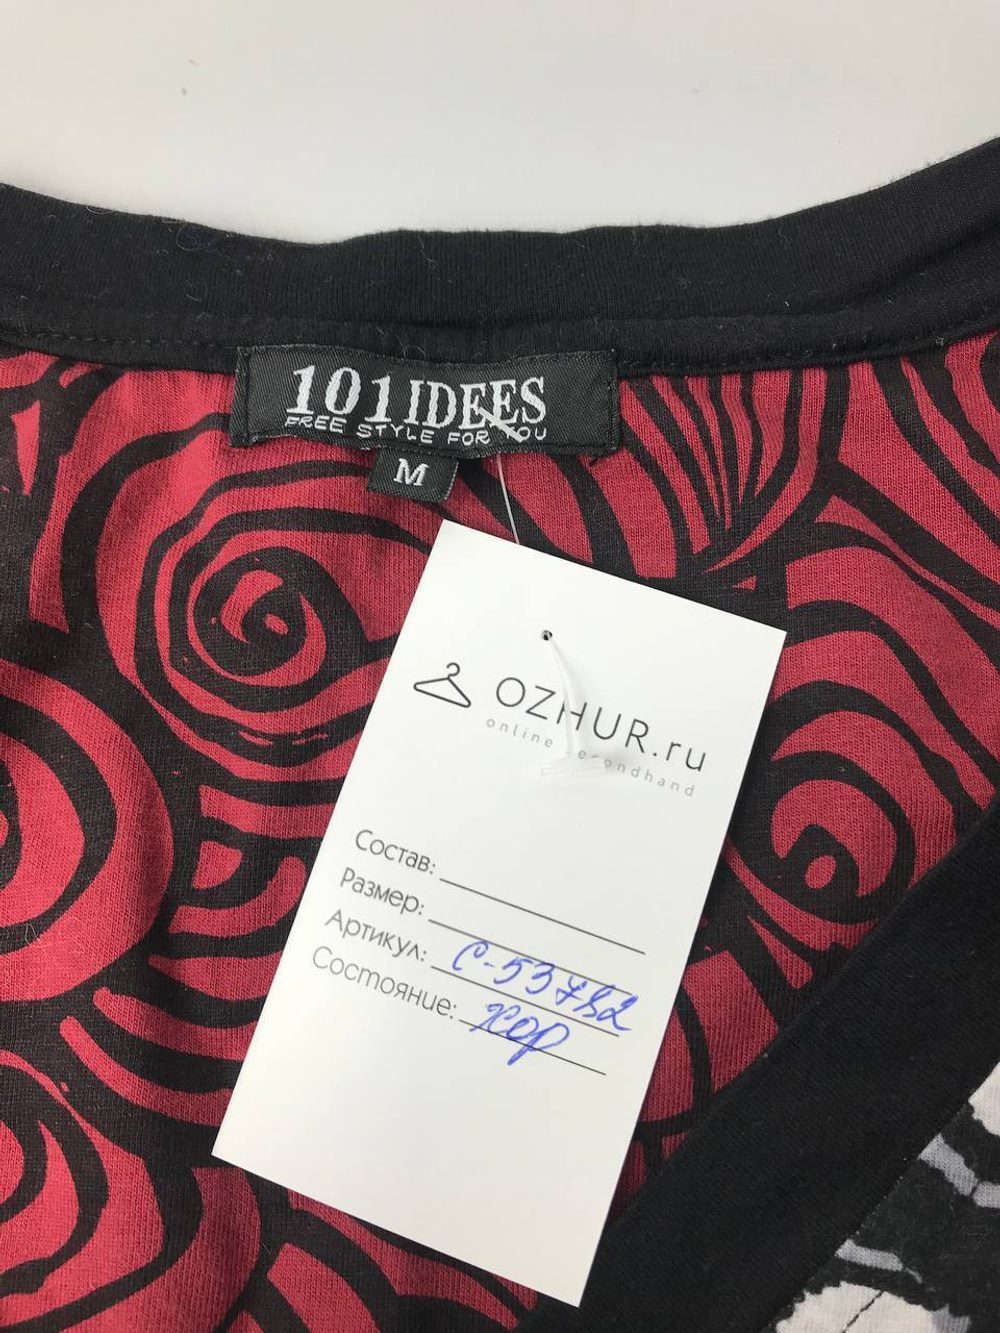 101 IDEES
FREE STYLE FOR YOU
M
OZHUR.ru
online secondhand
Состав:
Размер:
Артикул: С-53782
Состояние: хор